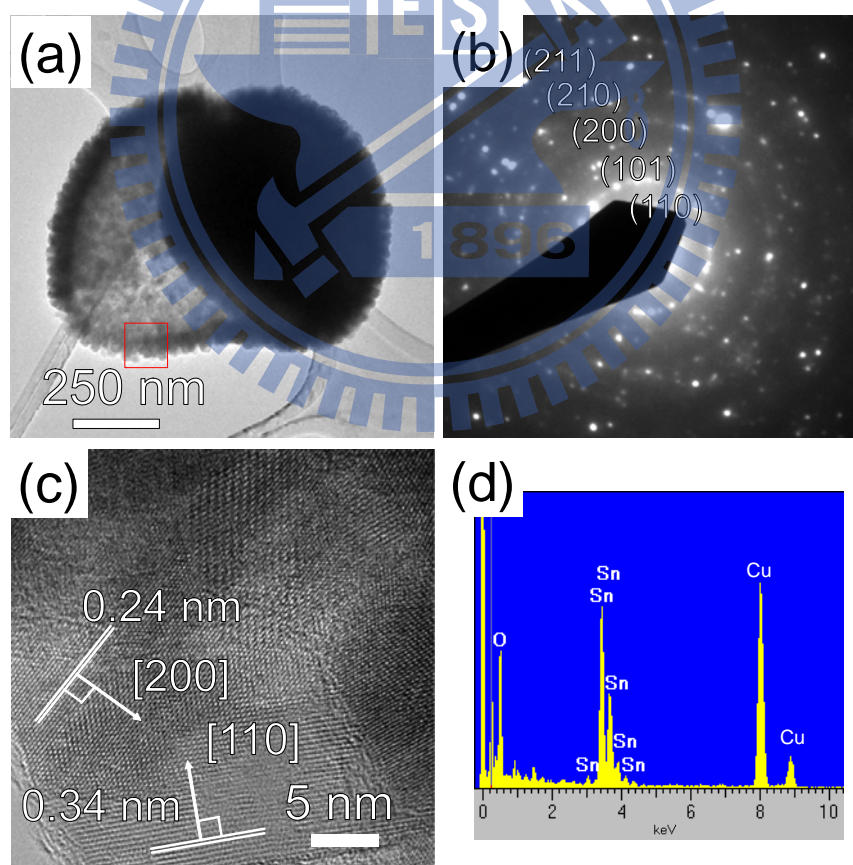 (a)
250 nm
(b)
ES
(211)
(210)
(200)
(101)
(110)
1896
(c)
0.24 nm
[200]
[110]
0.34 nm
5 nm
(d)
O
Sn
Sn
Sn
Sn
Sn
Sn
Cu
Cu
0 2 4 6 8 10
keV